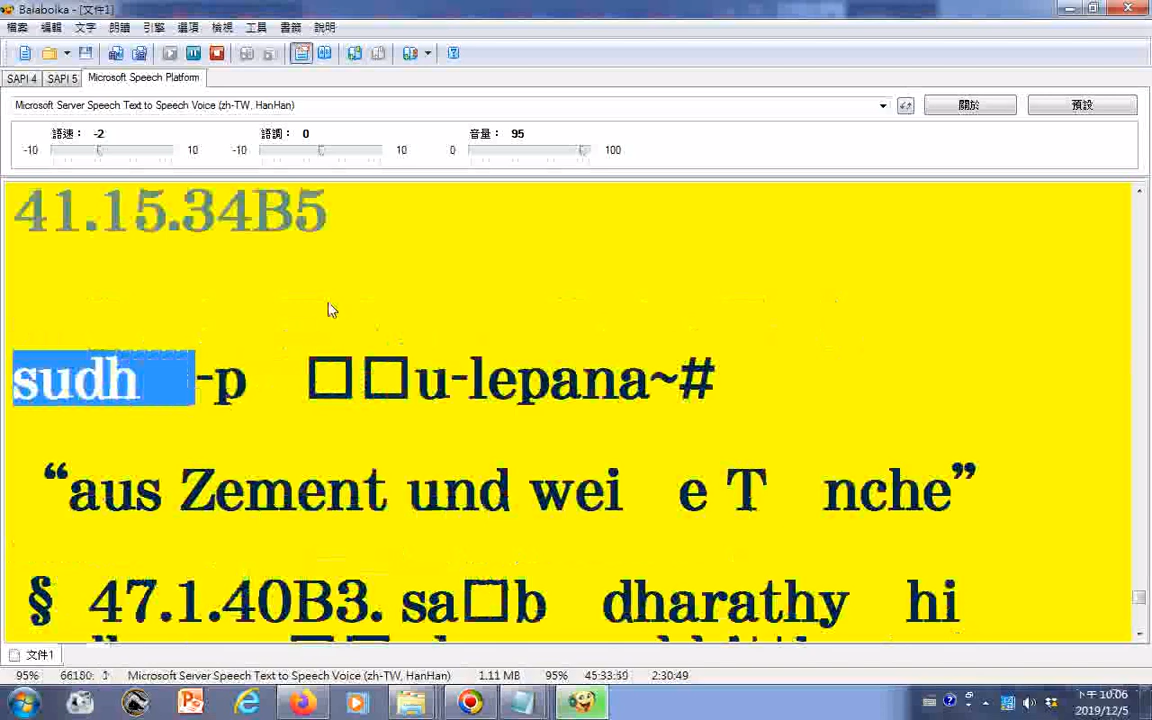 Balabolka - [文件1]
檔案 編輯 文字 朗讀 引擎 選項 檢視 工具 書籤 說明
SAPI 4 SAPI 5 Microsoft Speech Platform
Microsoft Server Speech Text to Speech Voice (zh-TW, HanHan) 關於 預設
語速： -2 語調： 0 音量： 95
-10 10 -10 10 0 100
41.15.34B5
sudh -p □□u-lepana~#
“aus Zement und wei e T nche”
§ 47.1.40B3. sa□b dharathy hi
文件1
95% 66180: 1 Microsoft Server Speech Text to Speech Voice (zh-TW, HanHan) 1.11 MB 95% 2:30:49
下午 10:06
2019/12/5